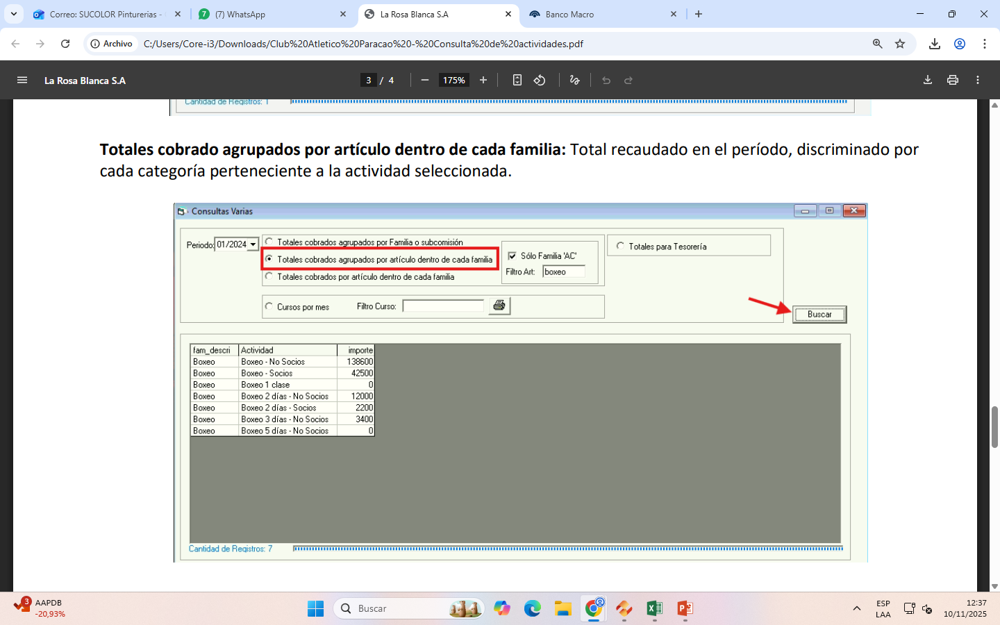 Correo: SUCOLOR Pinturerias -
(7) WhatsApp
La Rosa Blanca S.A
Banco Macro
Archivo
C:/Users/Core-i3/Downloads/Club%20Atletico%20Paracao%20-%20Consulta%20de%20actividades.pdf
La Rosa Blanca S.A
3 / 4
175%
Cantidad de Registros: 1
Totales cobrado agrupados por artículo dentro de cada familia: Total recaudado en el período, discriminado por
cada categoría perteneciente a la actividad seleccionada.
Consultas Varias
Periodo: 01/2024
Totales cobrados agrupados por Familia o subcomisión
Totales cobrados agrupados por artículo dentro de cada familia
Totales cobrados por artículo dentro de cada familia
Sólo Familia 'AC'
Filtro Art: boxeo
Totales para Tesorería
Cursos por mes
Filtro Curso:
Buscar
fam_descri Actividad importe
Boxeo Boxeo - No Socios 138600
Boxeo Boxeo - Socios 42500
Boxeo Boxeo 1 clase 0
Boxeo Boxeo 2 días - No Socios 12000
Boxeo Boxeo 2 días - Socios 2200
Boxeo Boxeo 3 días - No Socios 3400
Boxeo Boxeo 5 días - No Socios 0
Cantidad de Registros: 7
3
AAPDB
-20,93%
Buscar
ESP
LAA
12:37
10/11/2025